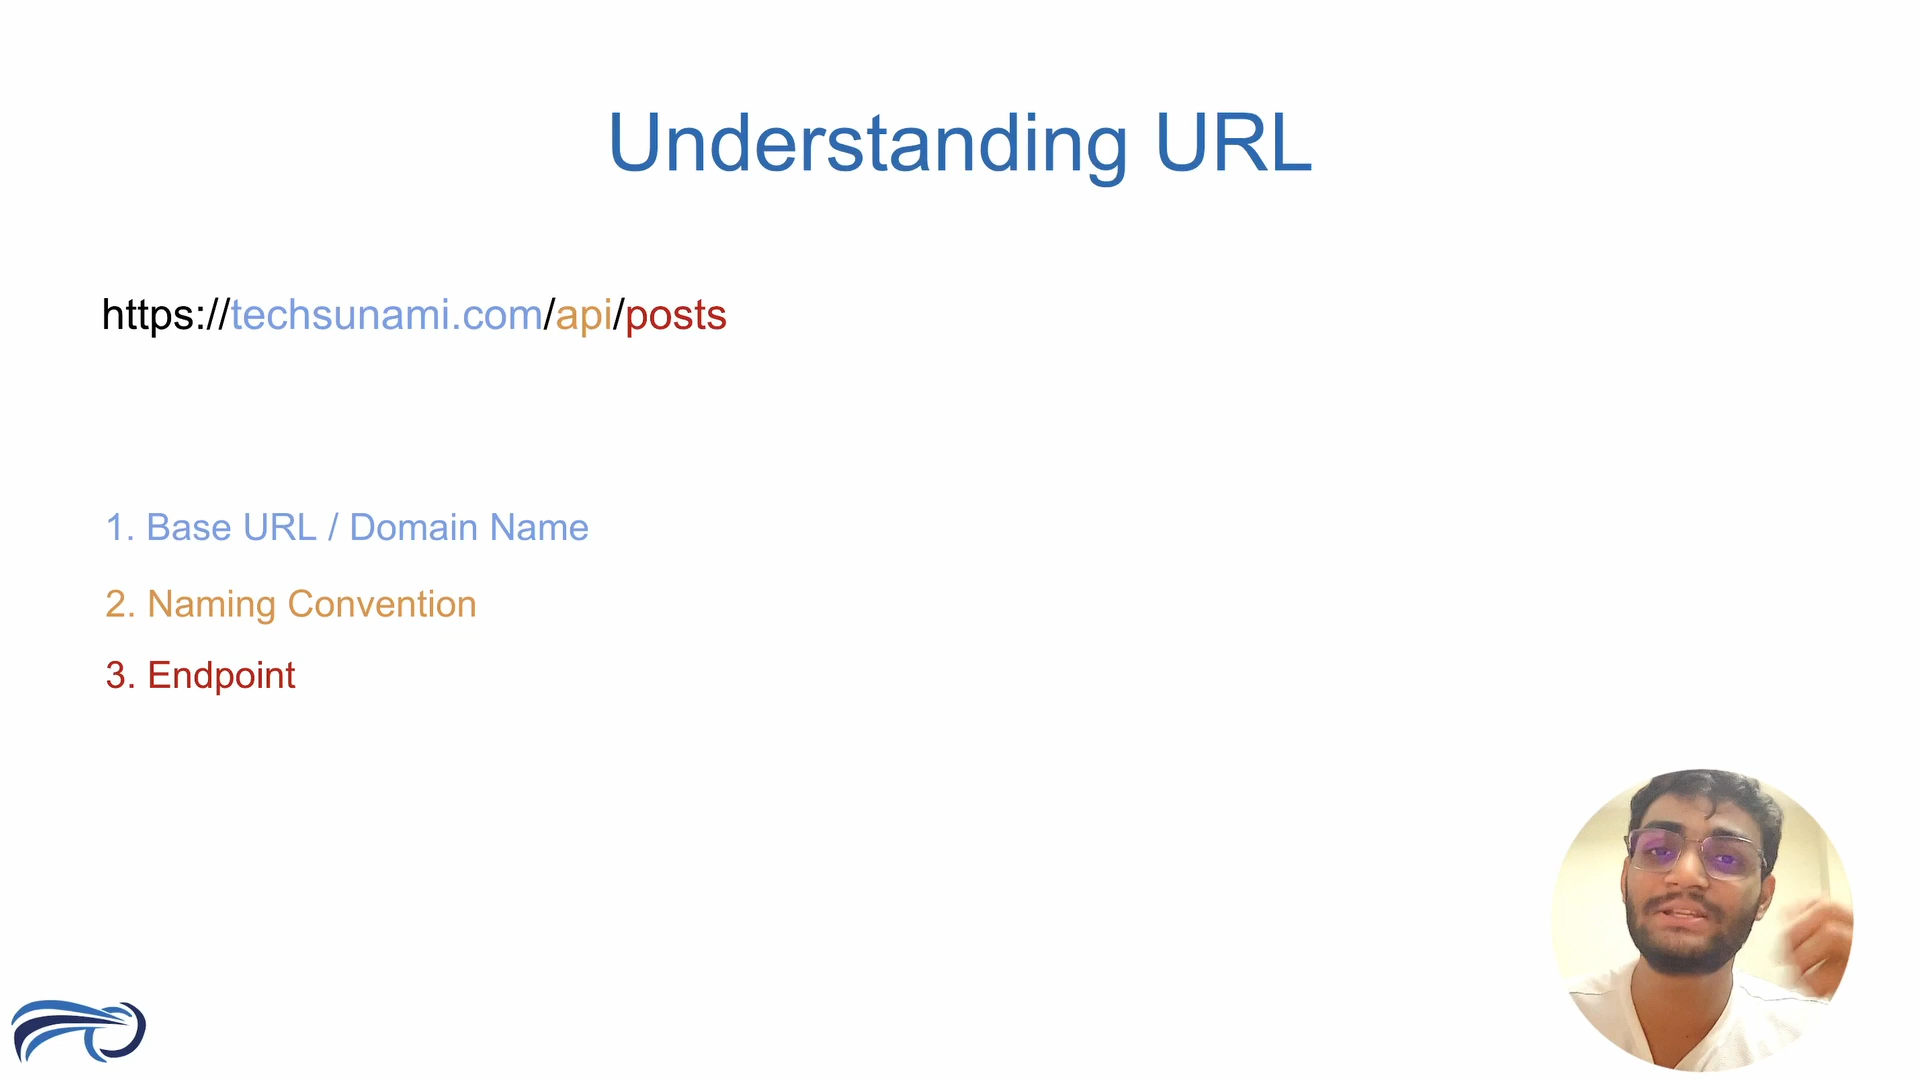 Understanding URL
https://techsunami.com/api/posts
1. Base URL / Domain Name
2. Naming Convention
3. Endpoint